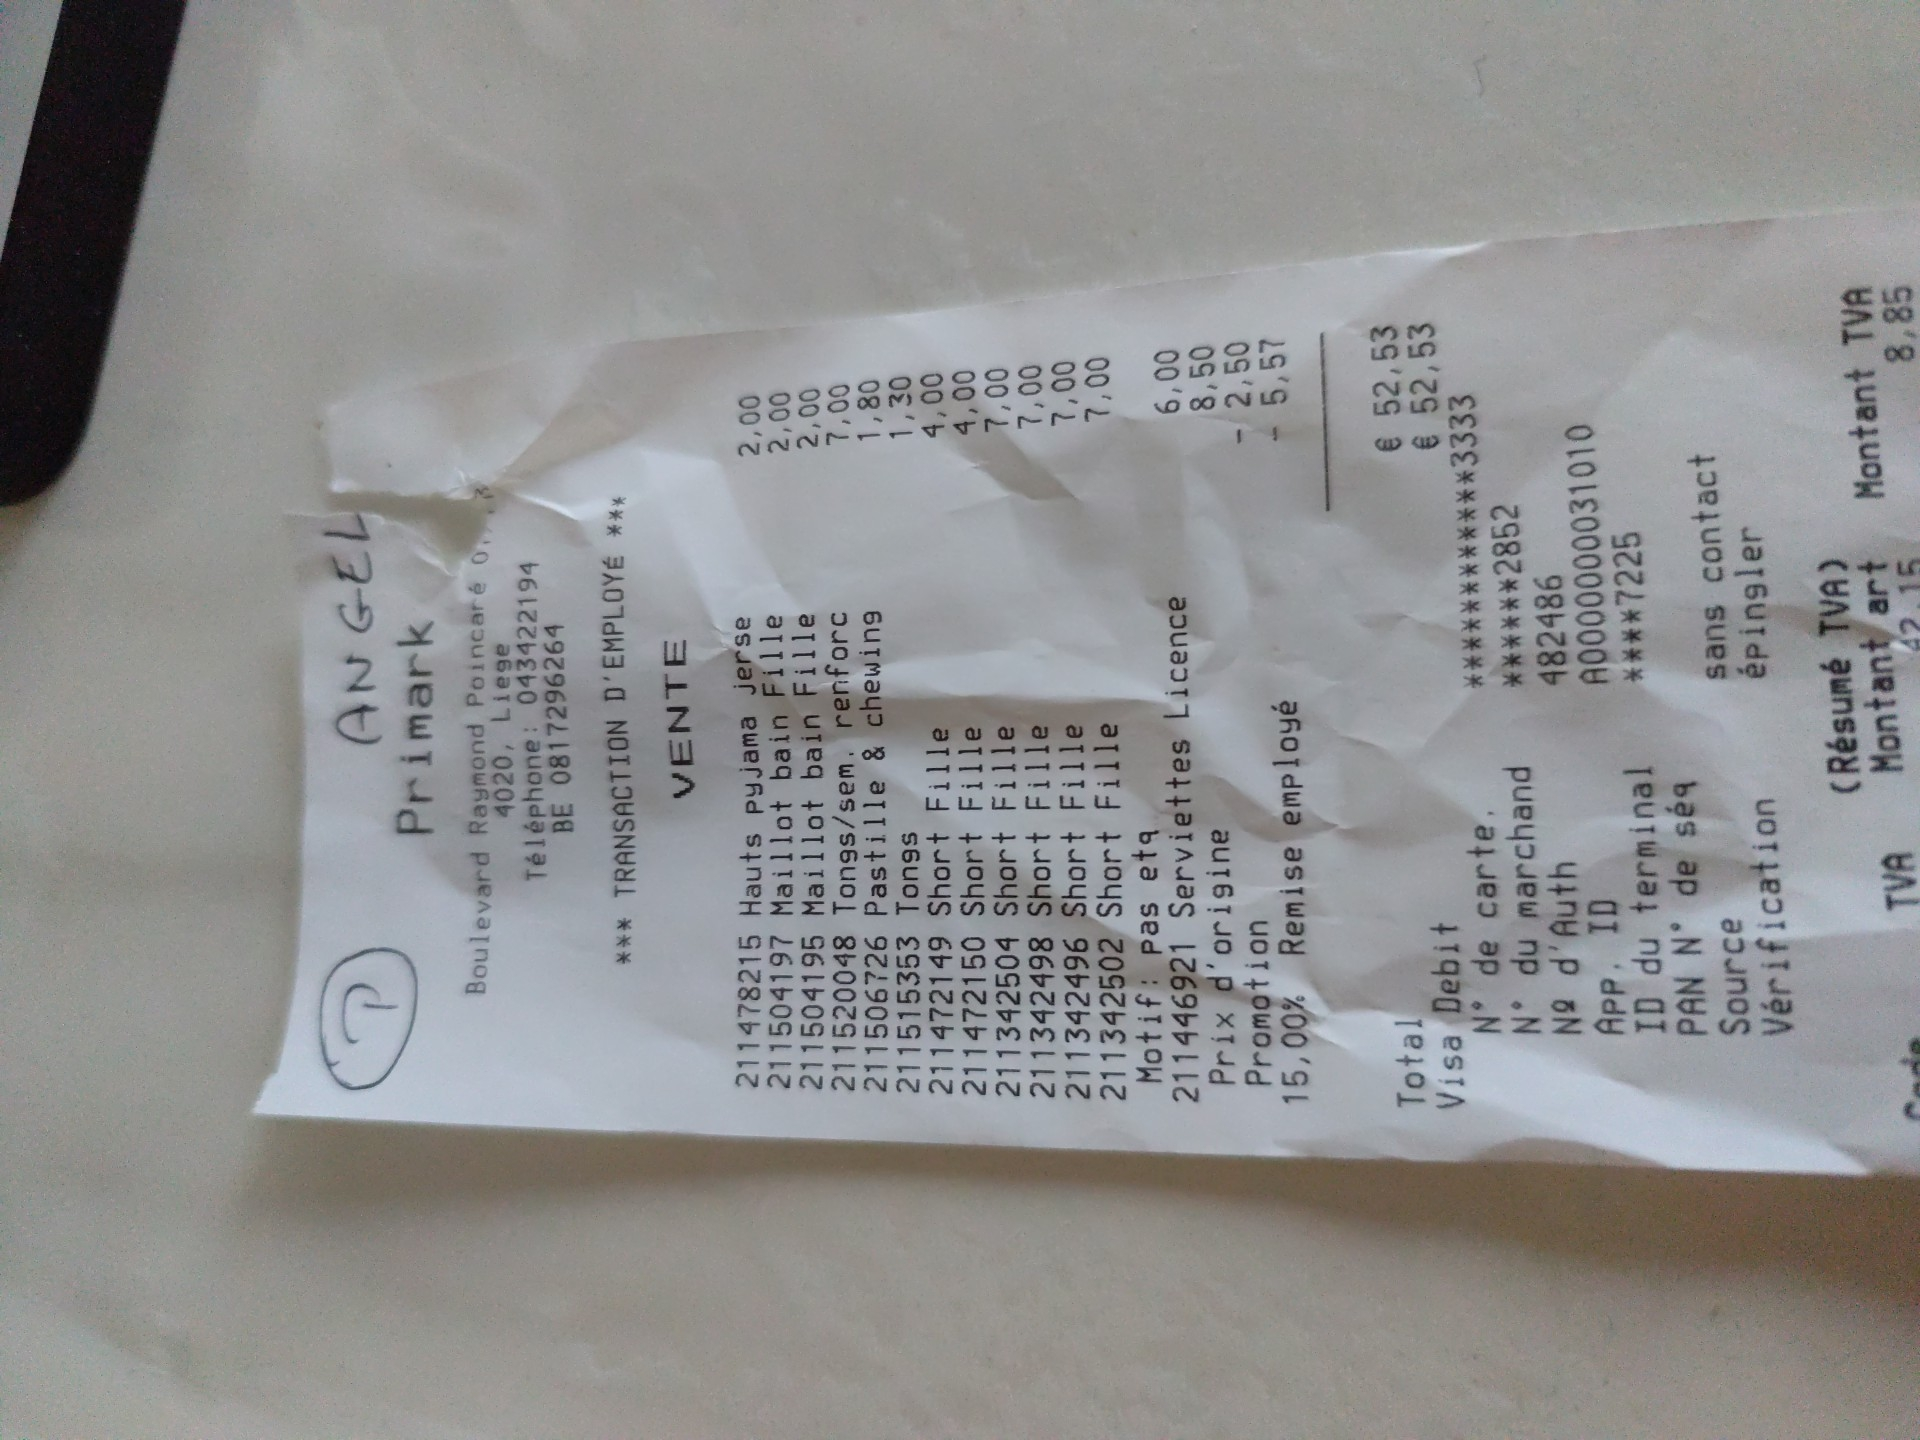 P ANGEL
Primark
Boulevard Raymond Poincaré
4020, Liege
Téléphone: 043422194
BE 0817296264
*** TRANSACTION D'EMPLOYÉ ***
VENTE
211478215 Hauts pyjama jerse 2,00
211504197 Maillot bain Fille 2,00
211504195 Maillot bain Fille 2,00
211520048 Tongs/sem. renforc 7,00
211506726 Pastille & chewing 1,80
211515353 Tongs 1,30
211472149 Short Fille 4,00
211472150 Short Fille 4,00
211342504 Short Fille 7,00
211342498 Short Fille 7,00
211342496 Short Fille 7,00
211342502 Short Fille 7,00
Motif: pas etq
211446921 Serviettes Licence 6,00
Prix d'origine 8,50
Promotion - 2,50
15,00% Remise employé - 5,57
Total € 52,53
Visa Debit € 52,53
N° de carte. ************3333
N° du marchand ******2852
Nº d'Auth 482486
APP. ID A0000000031010
ID du terminal ****7225
PAN N° de séq
Source sans contact
Vérification épingler
(Résumé TVA)
TVA Montant art Montant TVA
42,15 8,85